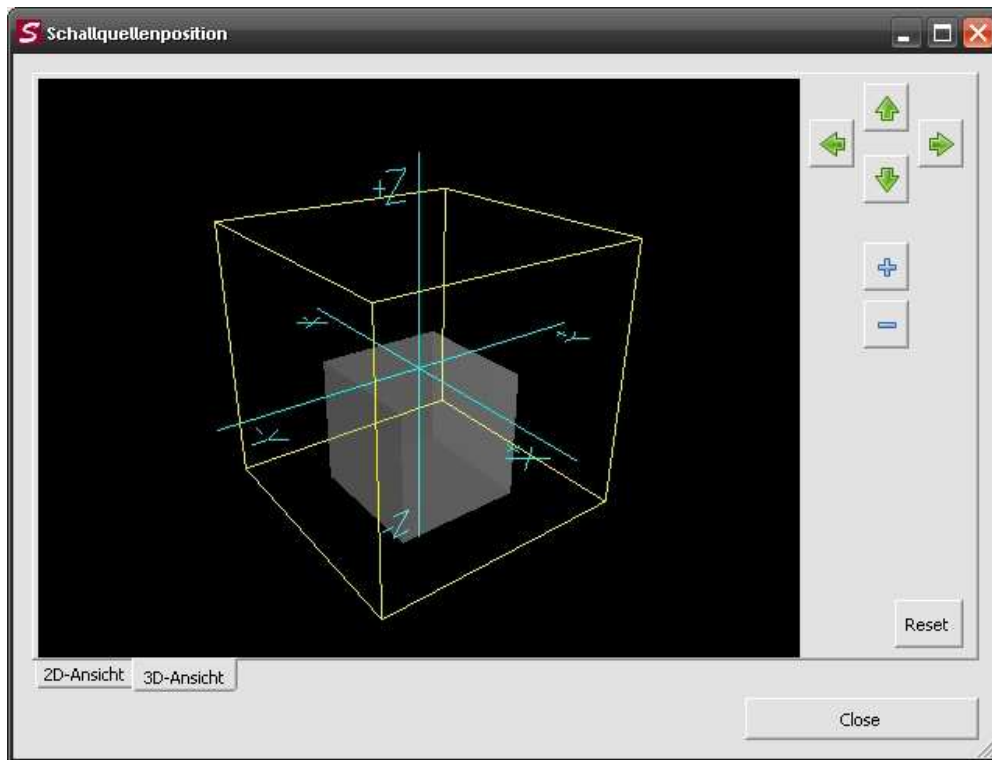 S Schallquellenposition
+Z
-X
+Y
-Y
+X
-Z
Reset
2D-Ansicht 3D-Ansicht
Close